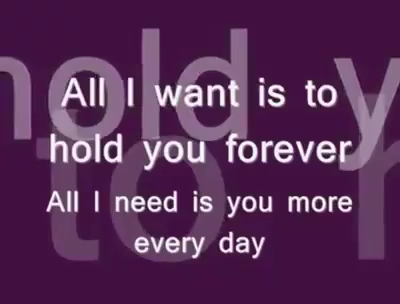 All I want is to
hold you forever
All I need is you more
every day